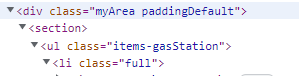 ▼<div class="myArea paddingDefault">
▼<section>
▼<ul class="items-gasStation">
▼<li class="full">